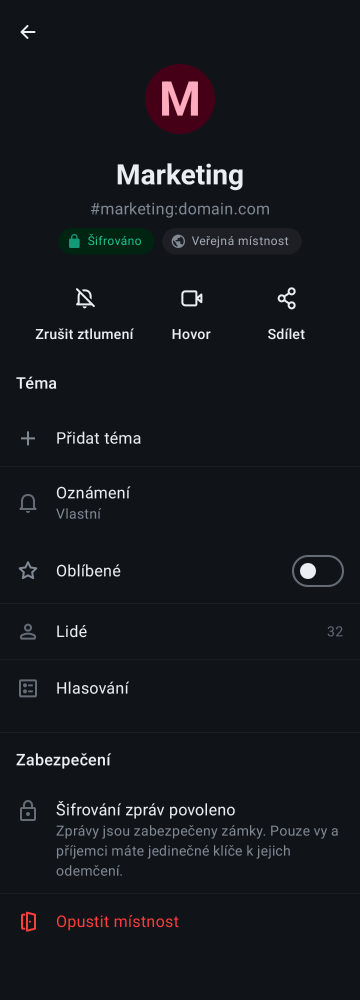 M
Marketing
#marketing:domain.com
Šifrováno
Veřejná místnost
Zrušit ztlumení
Hovor
Sdílet
Téma
Přidat téma
Oznámení
Vlastní
Oblíbené
Lidé
32
Hlasování
Zabezpečení
Šifrování zpráv povoleno
Zprávy jsou zabezpečeny zámky. Pouze vy a
příjemci máte jedinečné klíče k jejich
odemčení.
Opustit místnost